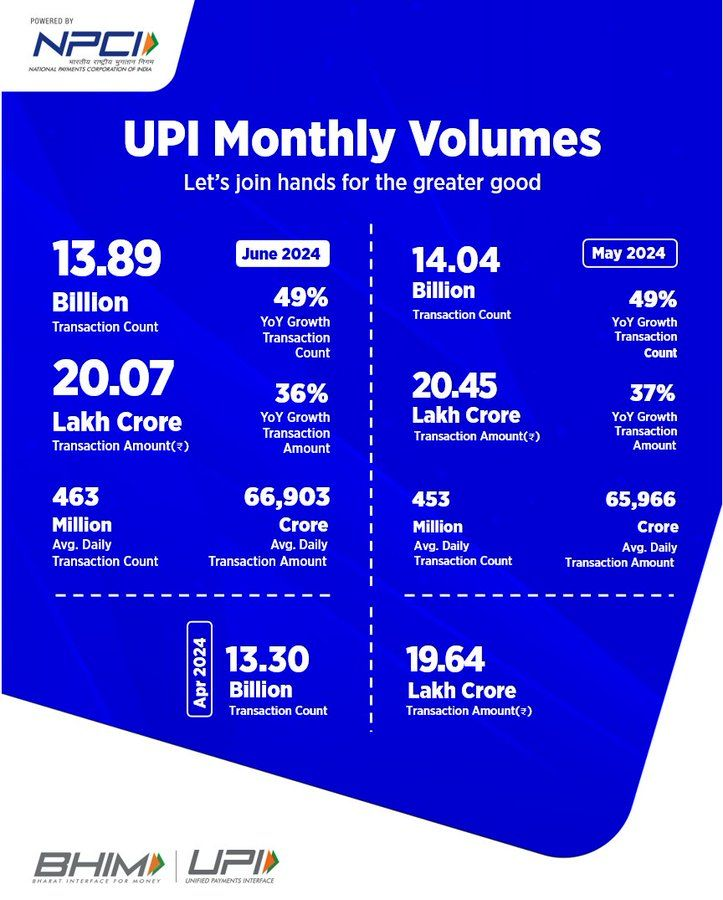 POWERED BY
NPCI
भारतीय राष्ट्रीय भुगतान निगम
NATIONAL PAYMENTS CORPORATION OF INDIA
UPI Monthly Volumes
Let's join hands for the greater good
13.89
Billion
Transaction Count
June 2024
49%
YoY Growth
Transaction
Count
20.07
Lakh Crore
Transaction Amount(₹)
36%
YoY Growth
Transaction
Amount
463
Million
Avg. Daily
Transaction Count
66,903
Crore
Avg. Daily
Transaction Amount
14.04
Billion
Transaction Count
May 2024
49%
YoY Growth
Transaction
Count
20.45
Lakh Crore
Transaction Amount(₹)
37%
YoY Growth
Transaction
Amount
453
Million
Avg. Daily
Transaction Count
65,966
Crore
Avg. Daily
Transaction Amount
Apr 2024
13.30
Billion
Transaction Count
19.64
Lakh Crore
Transaction Amount(₹)
BHIM
BHARAT INTERFACE FOR MONEY
UPI
UNIFIED PAYMENTS INTERFACE